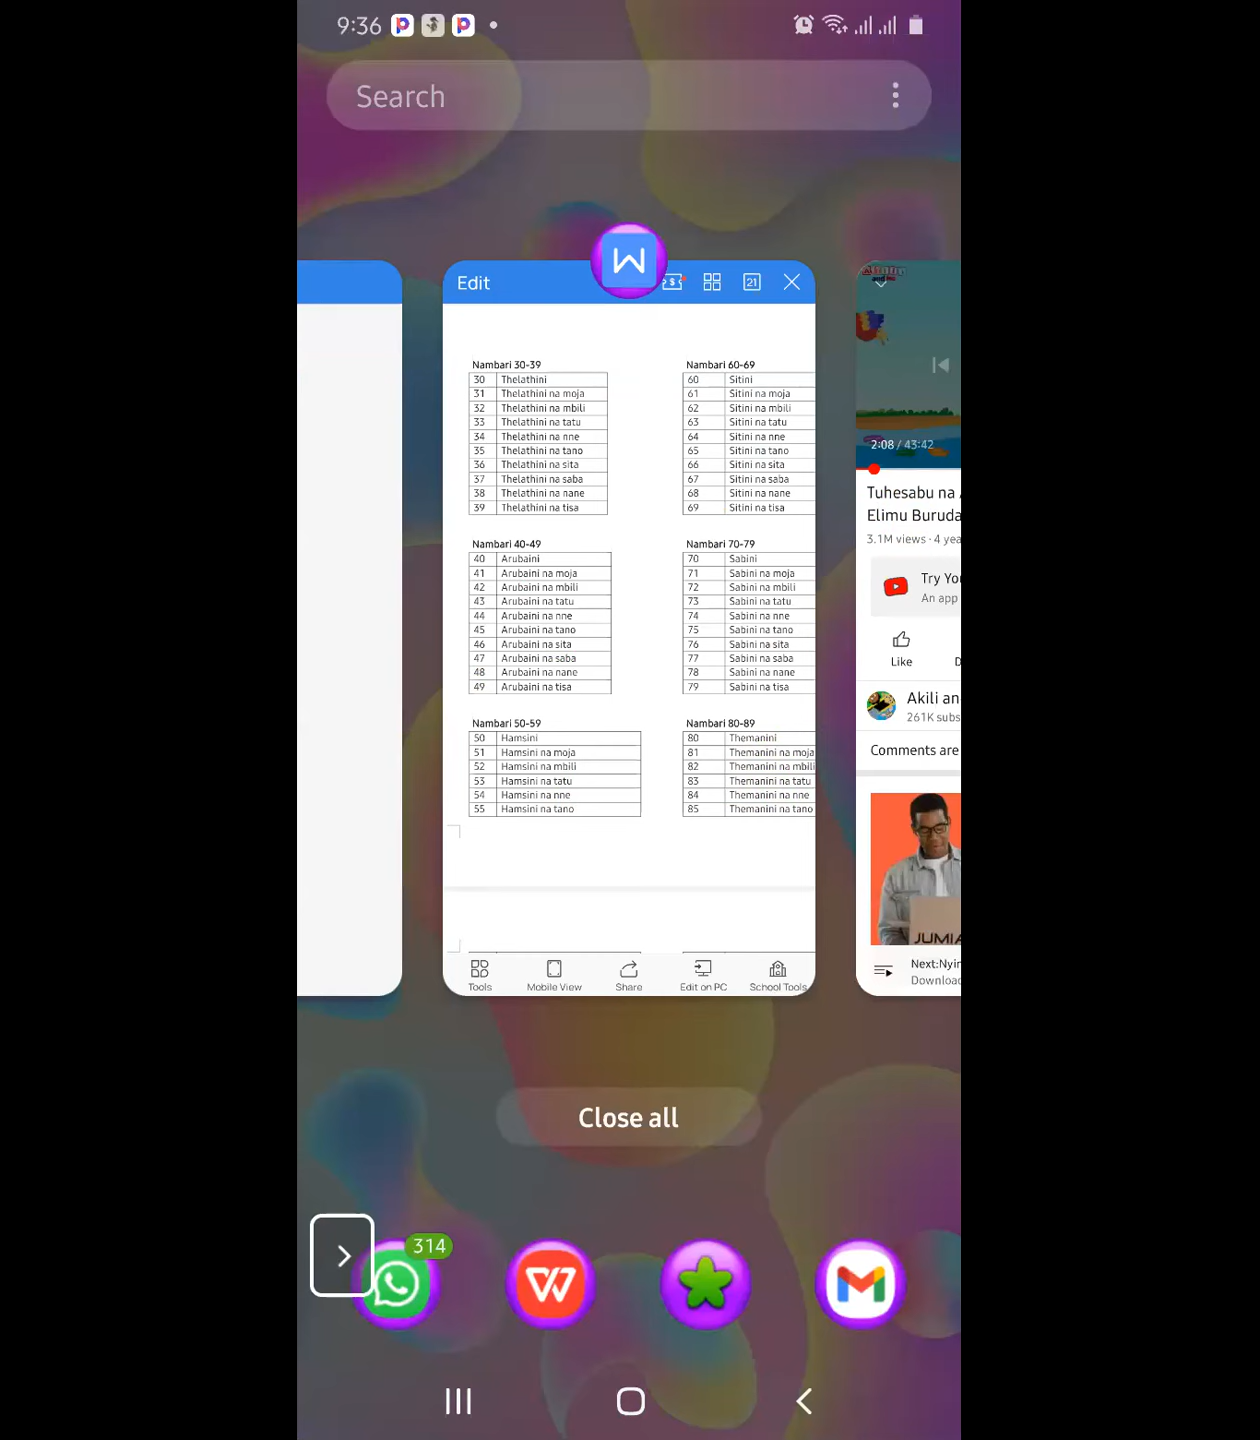 9:36
Search
Edit
21
Nambari 30-39
30 Thelathini
31 Thelathini na moja
32 Thelathini na mbili
33 Thelathini na tatu
34 Thelathini na nne
35 Thelathini na tano
36 Thelathini na sita
37 Thelathini na saba
38 Thelathini na nane
39 Thelathini na tisa
Nambari 40-49
40 Arubaini
41 Arubaini na moja
42 Arubaini na mbili
43 Arubaini na tatu
44 Arubaini na nne
45 Arubaini na tano
46 Arubaini na sita
47 Arubaini na saba
48 Arubaini na nane
49 Arubaini na tisa
Nambari 50-59
50 Hamsini
51 Hamsini na moja
52 Hamsini na mbili
53 Hamsini na tatu
54 Hamsini na nne
55 Hamsini na tano
Nambari 60-69
60 Sitini
61 Sitini na moja
62 Sitini na mbili
63 Sitini na tatu
64 Sitini na nne
65 Sitini na tano
66 Sitini na sita
67 Sitini na saba
68 Sitini na nane
69 Sitini na tisa
Nambari 70-79
70 Sabini
71 Sabini na moja
72 Sabini na mbili
73 Sabini na tatu
74 Sabini na nne
75 Sabini na tano
76 Sabini na sita
77 Sabini na saba
78 Sabini na nane
79 Sabini na tisa
Nambari 80-89
80 Themanini
81 Themanini na moja
82 Themanini na mbili
83 Themanini na tatu
84 Themanini na nne
85 Themanini na tano
Tools
Mobile View
Share
Edit on PC
School Tools
and Me
2:08 / 43:42
Tuhesabu na
Elimu Buruda
3.1M views · 4 yea
Try You
An app
Like
D
Akili an
261K subs
Comments are
JUMIA
Next:Nyim
Download
Close all
314